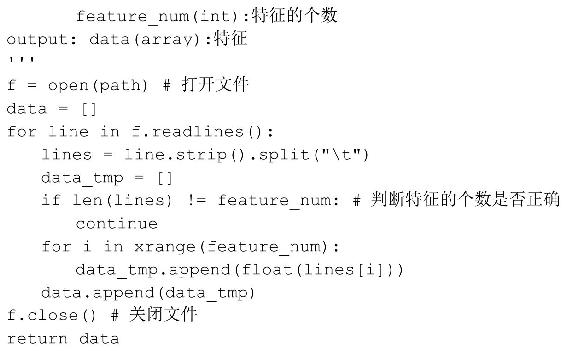 feature_num(int):特征的个数
output: data(array):特征
'''
f = open(path) # 打开文件
data = []
for line in f.readlines():
lines = line.strip().split("\t")
data_tmp = []
if len(lines) != feature_num: # 判断特征的个数是否正确
continue
for i in xrange(feature_num):
data_tmp.append(float(lines[i]))
data.append(data_tmp)
f.close() # 关闭文件
return data